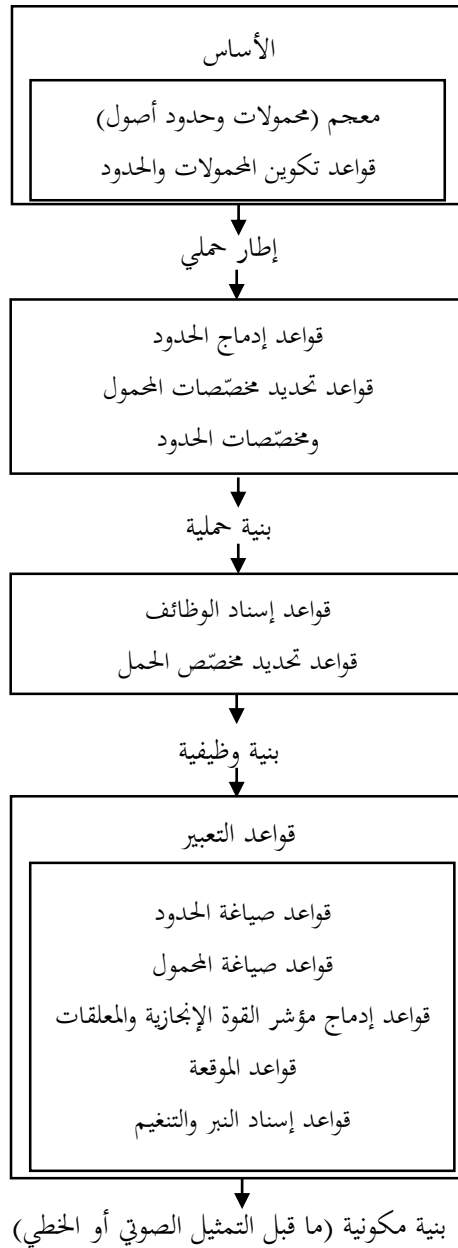 الأساس
معجم (محمولات وحدود أصول)
قواعد تكوين المحمولات والحدود
إطار حملي
قواعد إدماج الحدود
قواعد تحديد مخصّصات المحمول
ومخصّصات الحدود
بنية حملية
قواعد إسناد الوظائف
قواعد تحديد مخصّص الحمل
بنية وظيفية
قواعد التعبير
قواعد صياغة الحدود
قواعد صياغة المحمول
قواعد إدماج مؤشر القوة الإنجازية والمعلقات
قواعد الموقعة
قواعد إسناد النبر والتنغيم
بنية مكونية (ما قبل التمثيل الصوتي أو الخطي)